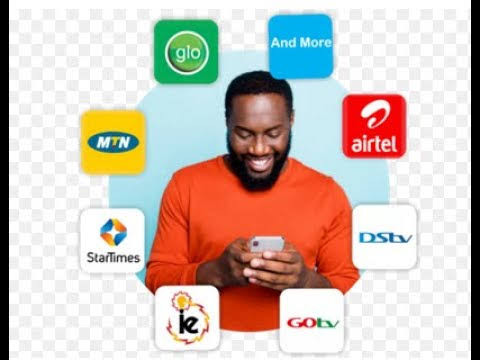 glo
And More
MTN
airtel
StarTimes
DStv
ie
GOtv